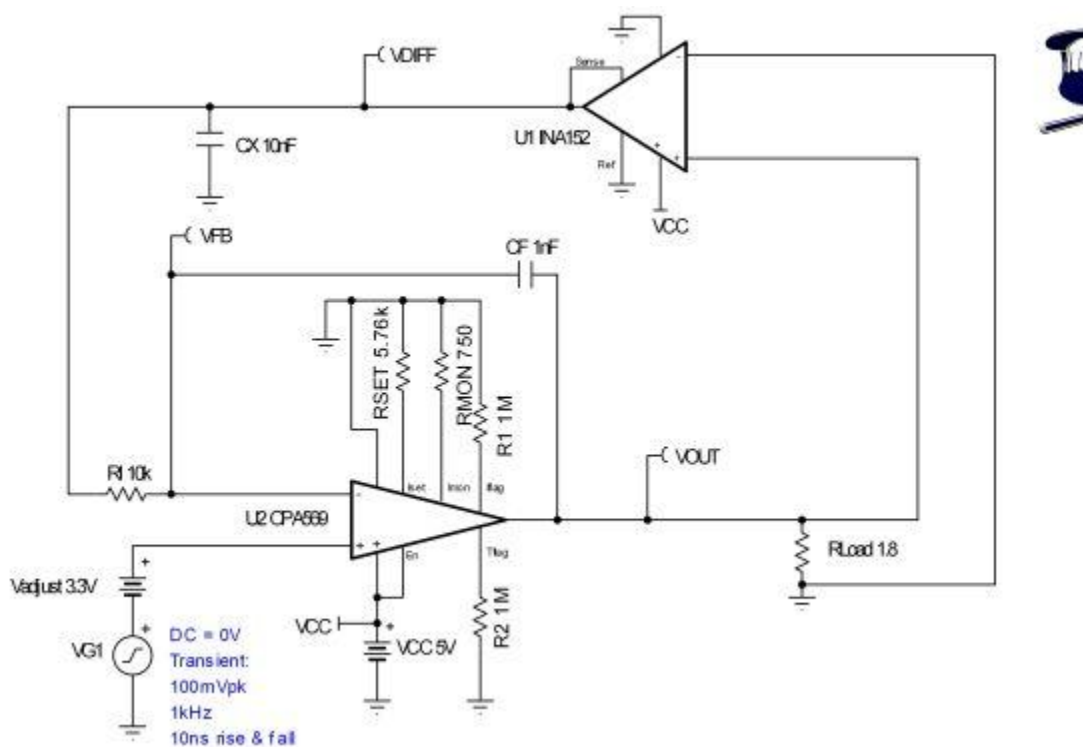 VDIFF
Sense
U1 INA152
CX 10nF
Ref
VCC
VFB
CF 1nF
RSET 5.76k
RMON 750
R1 1M
VOUT
RI 10k
Iset
Imon
Iflag
U2 OPA569
En
Tflag
RLoad 1.8
Vadjust 3.3V
VCC
VCC 5V
R2 1M
VG1
DC = 0V
Transient:
100mVpk
1kHz
10ns rise & fall